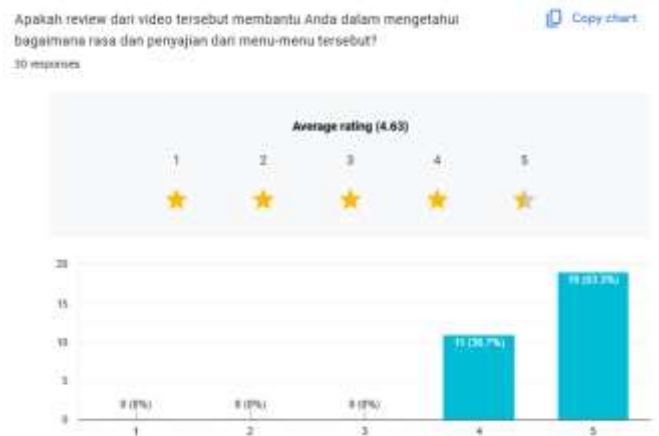 Apakah review dari video tersebut membantu Anda dalam mengetahui
Copy chart
bagaimana rasa dan penyajian dari menu-menu tersebut?
30 responses
Average rating (4.63)
1 2 3 4 5
20
15
10
5
0
0 (0%) 0 (0%) 0 (0%) 11 (36.7%) 19 (63.3%)
1 2 3 4 5